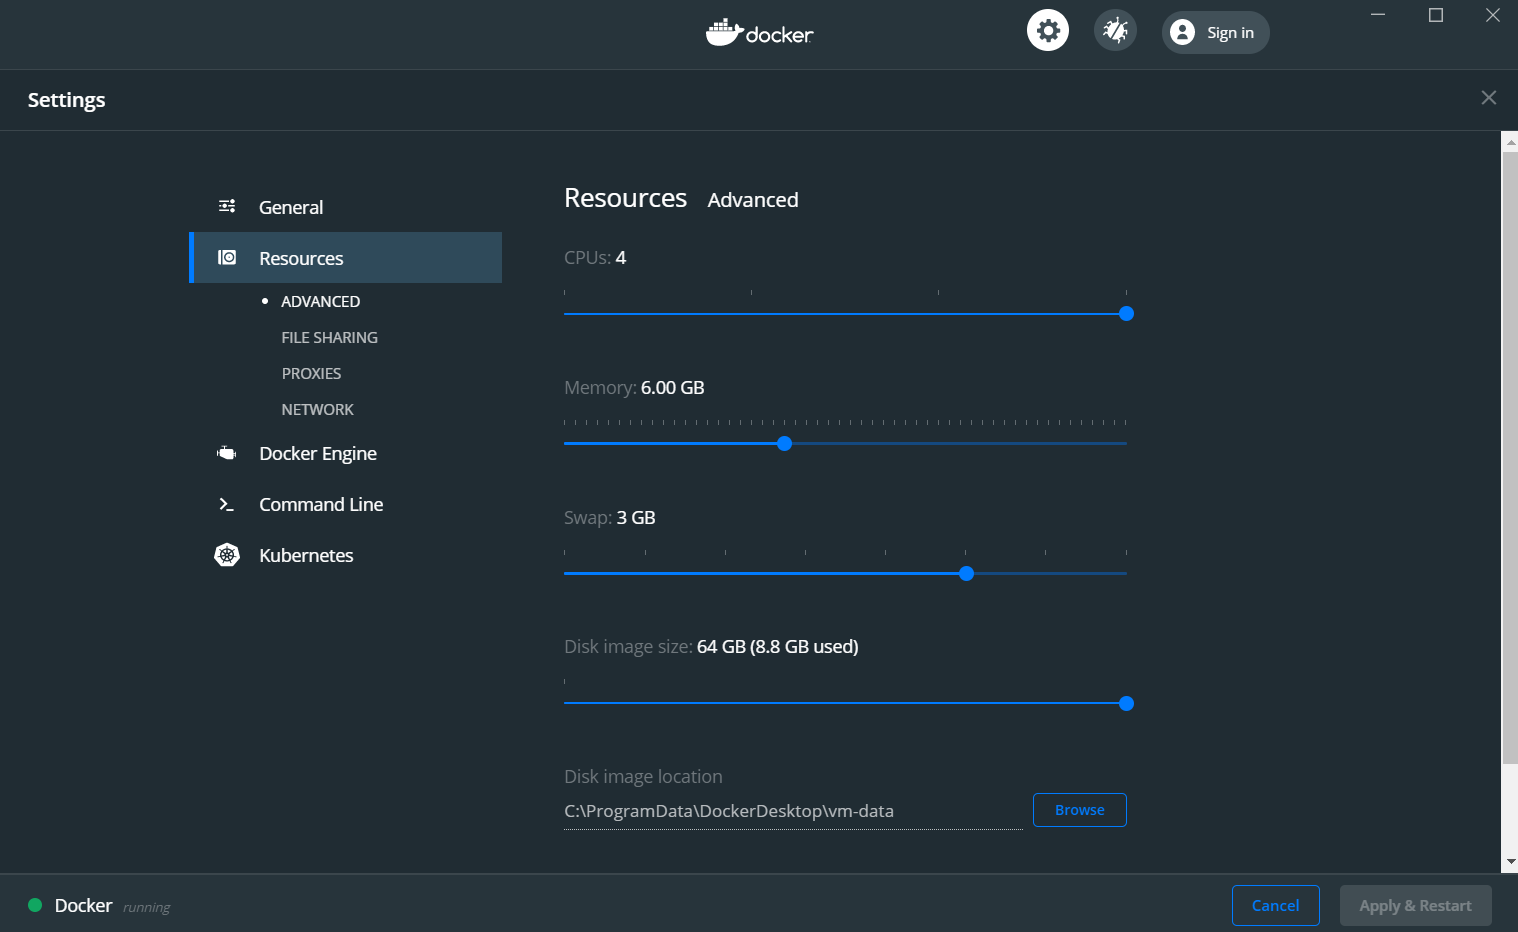 docker
Sign in
Settings
General
Resources
ADVANCED
FILE SHARING
PROXIES
NETWORK
Docker Engine
Command Line
Kubernetes
Resources Advanced
CPUs: 4
Memory: 6.00 GB
Swap: 3 GB
Disk image size: 64 GB (8.8 GB used)
Disk image location
C:\ProgramData\DockerDesktop\vm-data
Browse
Docker running
Cancel
Apply & Restart